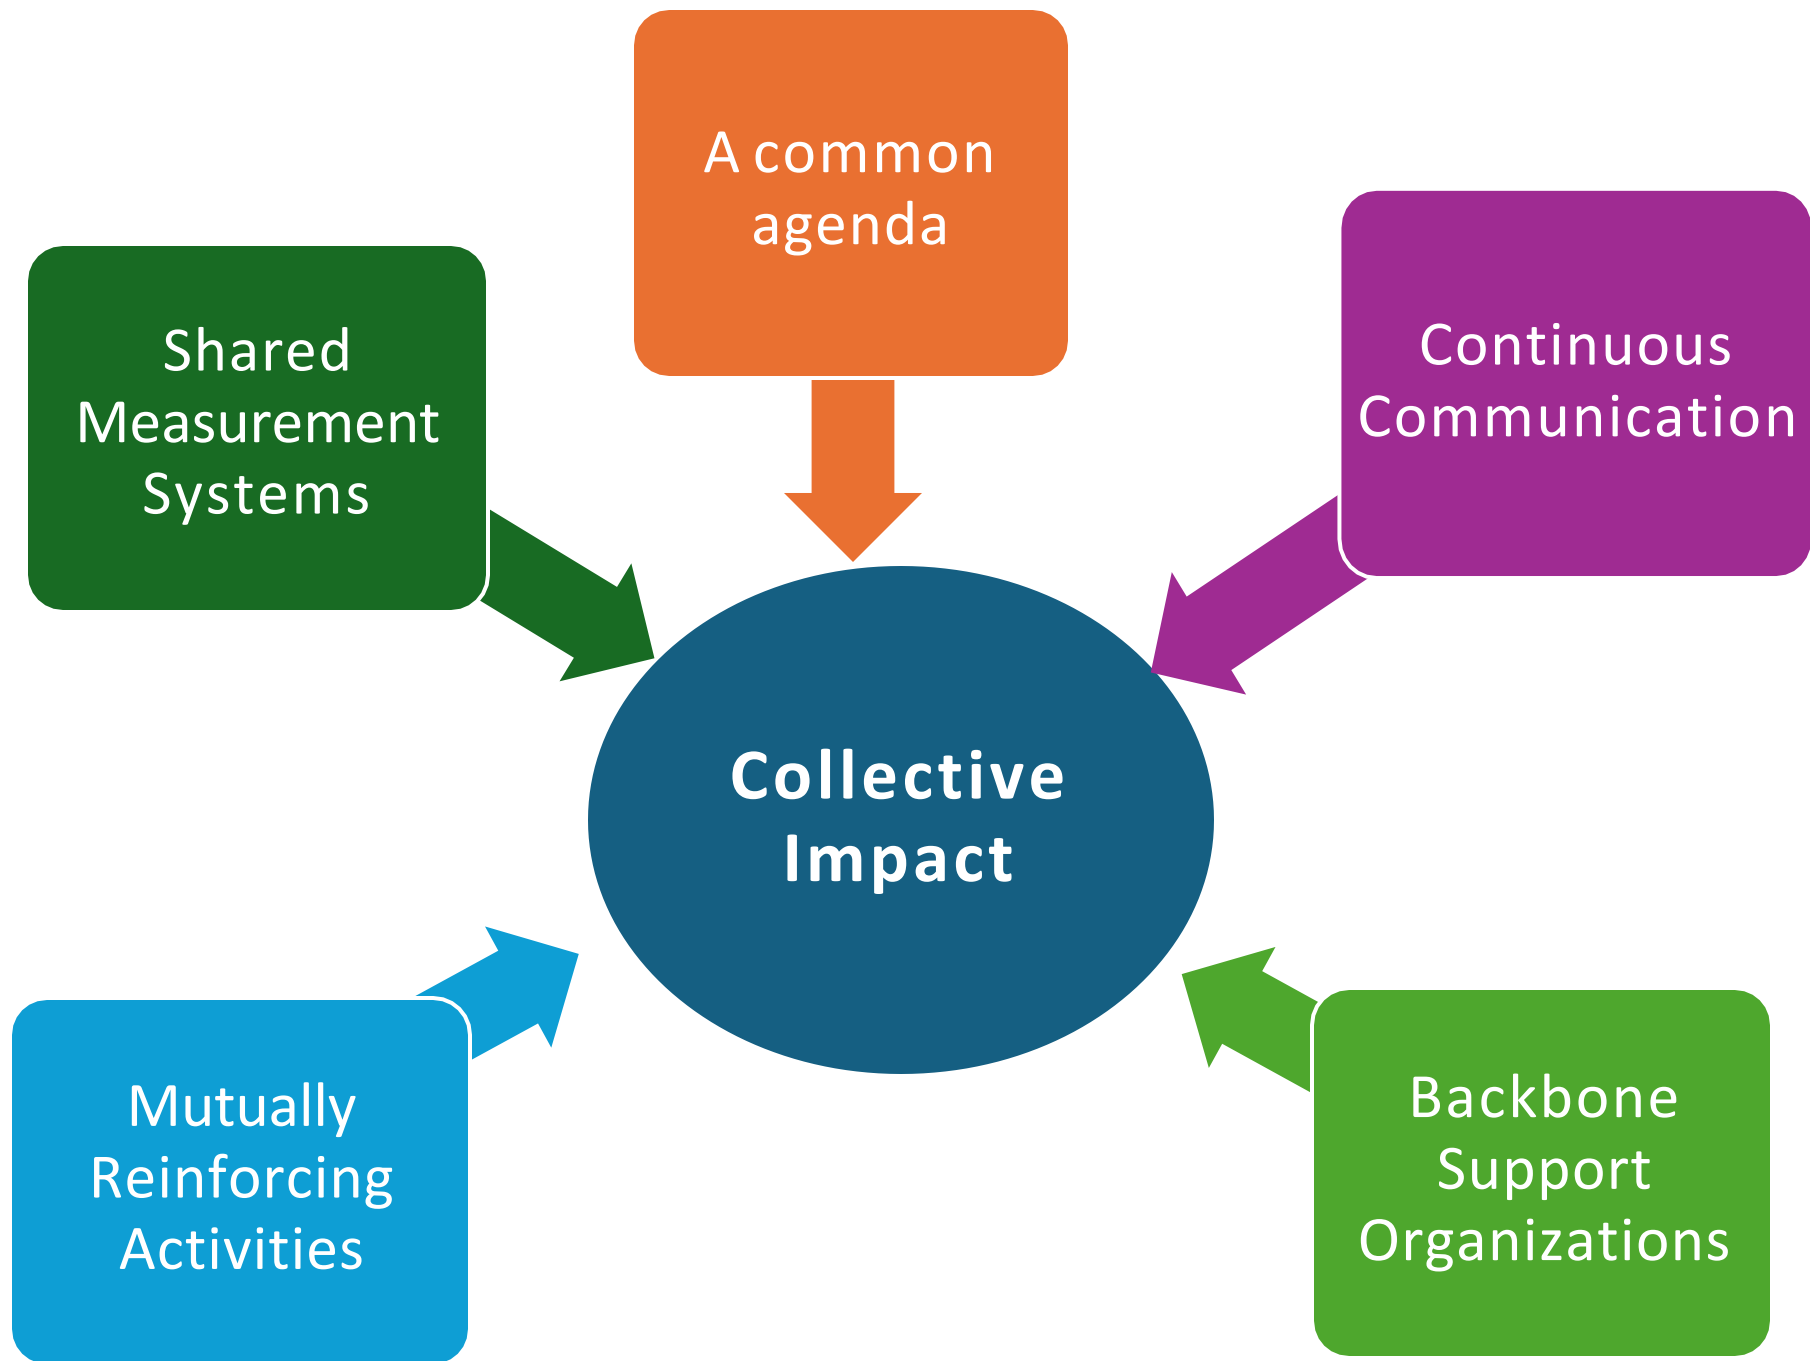 A common
agenda
Shared
Measurement
Systems
Continuous
Communication
Collective
Impact
Mutually
Reinforcing
Activities
Backbone
Support
Organizations